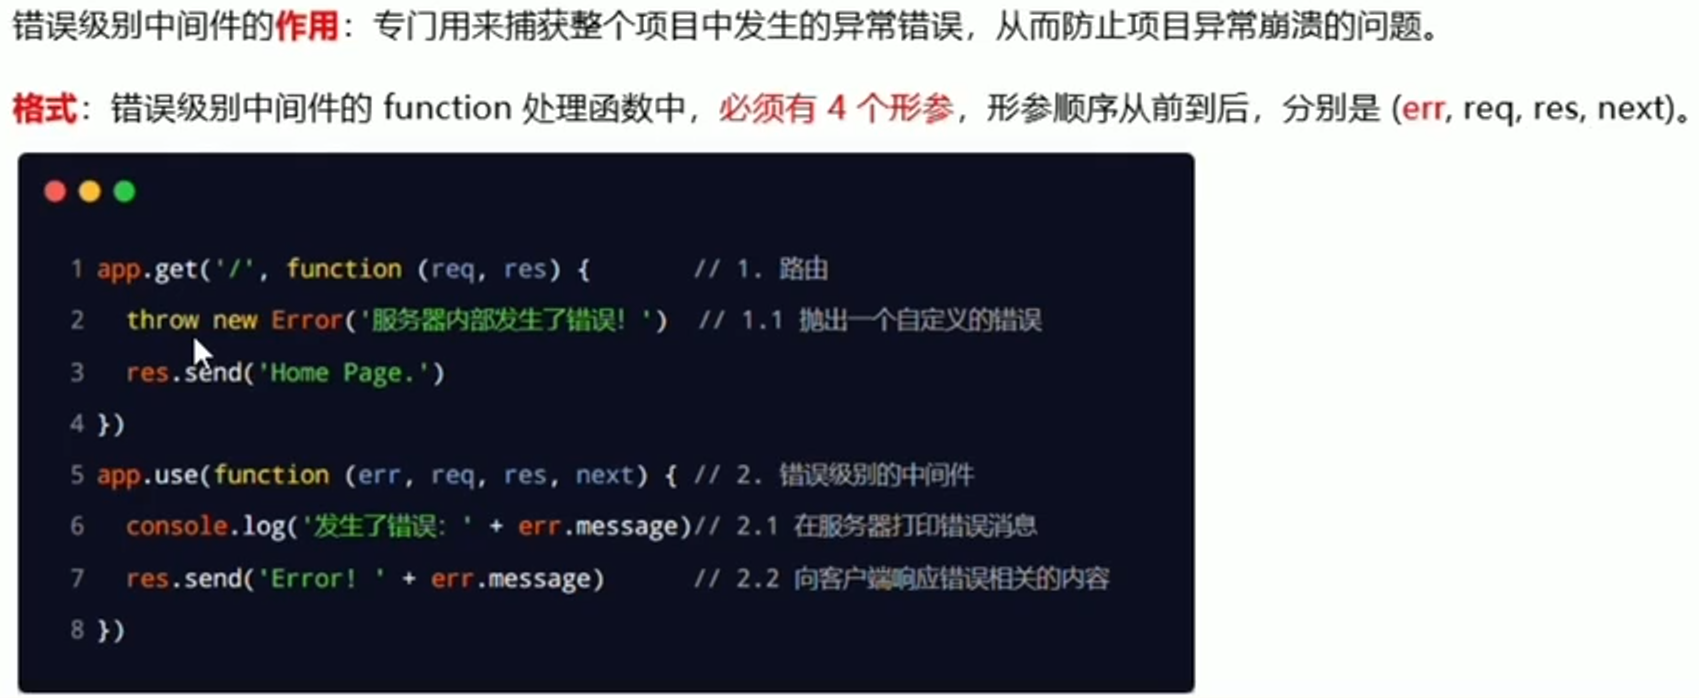 错误级别中间件的作用：专门用来捕获整个项目中发生的异常错误，从而防止项目异常崩溃的问题。
格式：错误级别中间件的 function 处理函数中，必须有 4 个形参，形参顺序从前到后，分别是 (err, req, res, next)。
1 app.get('/', function (req, res) {       // 1. 路由
2   throw new Error('服务器内部发生了错误！')  // 1.1 抛出一个自定义的错误
3   res.send('Home Page.')
4 })
5 app.use(function (err, req, res, next) { // 2. 错误级别的中间件
6   console.log('发生了错误：' + err.message)// 2.1 在服务器打印错误消息
7   res.send('Error! ' + err.message)      // 2.2 向客户端响应错误相关的内容
8 })